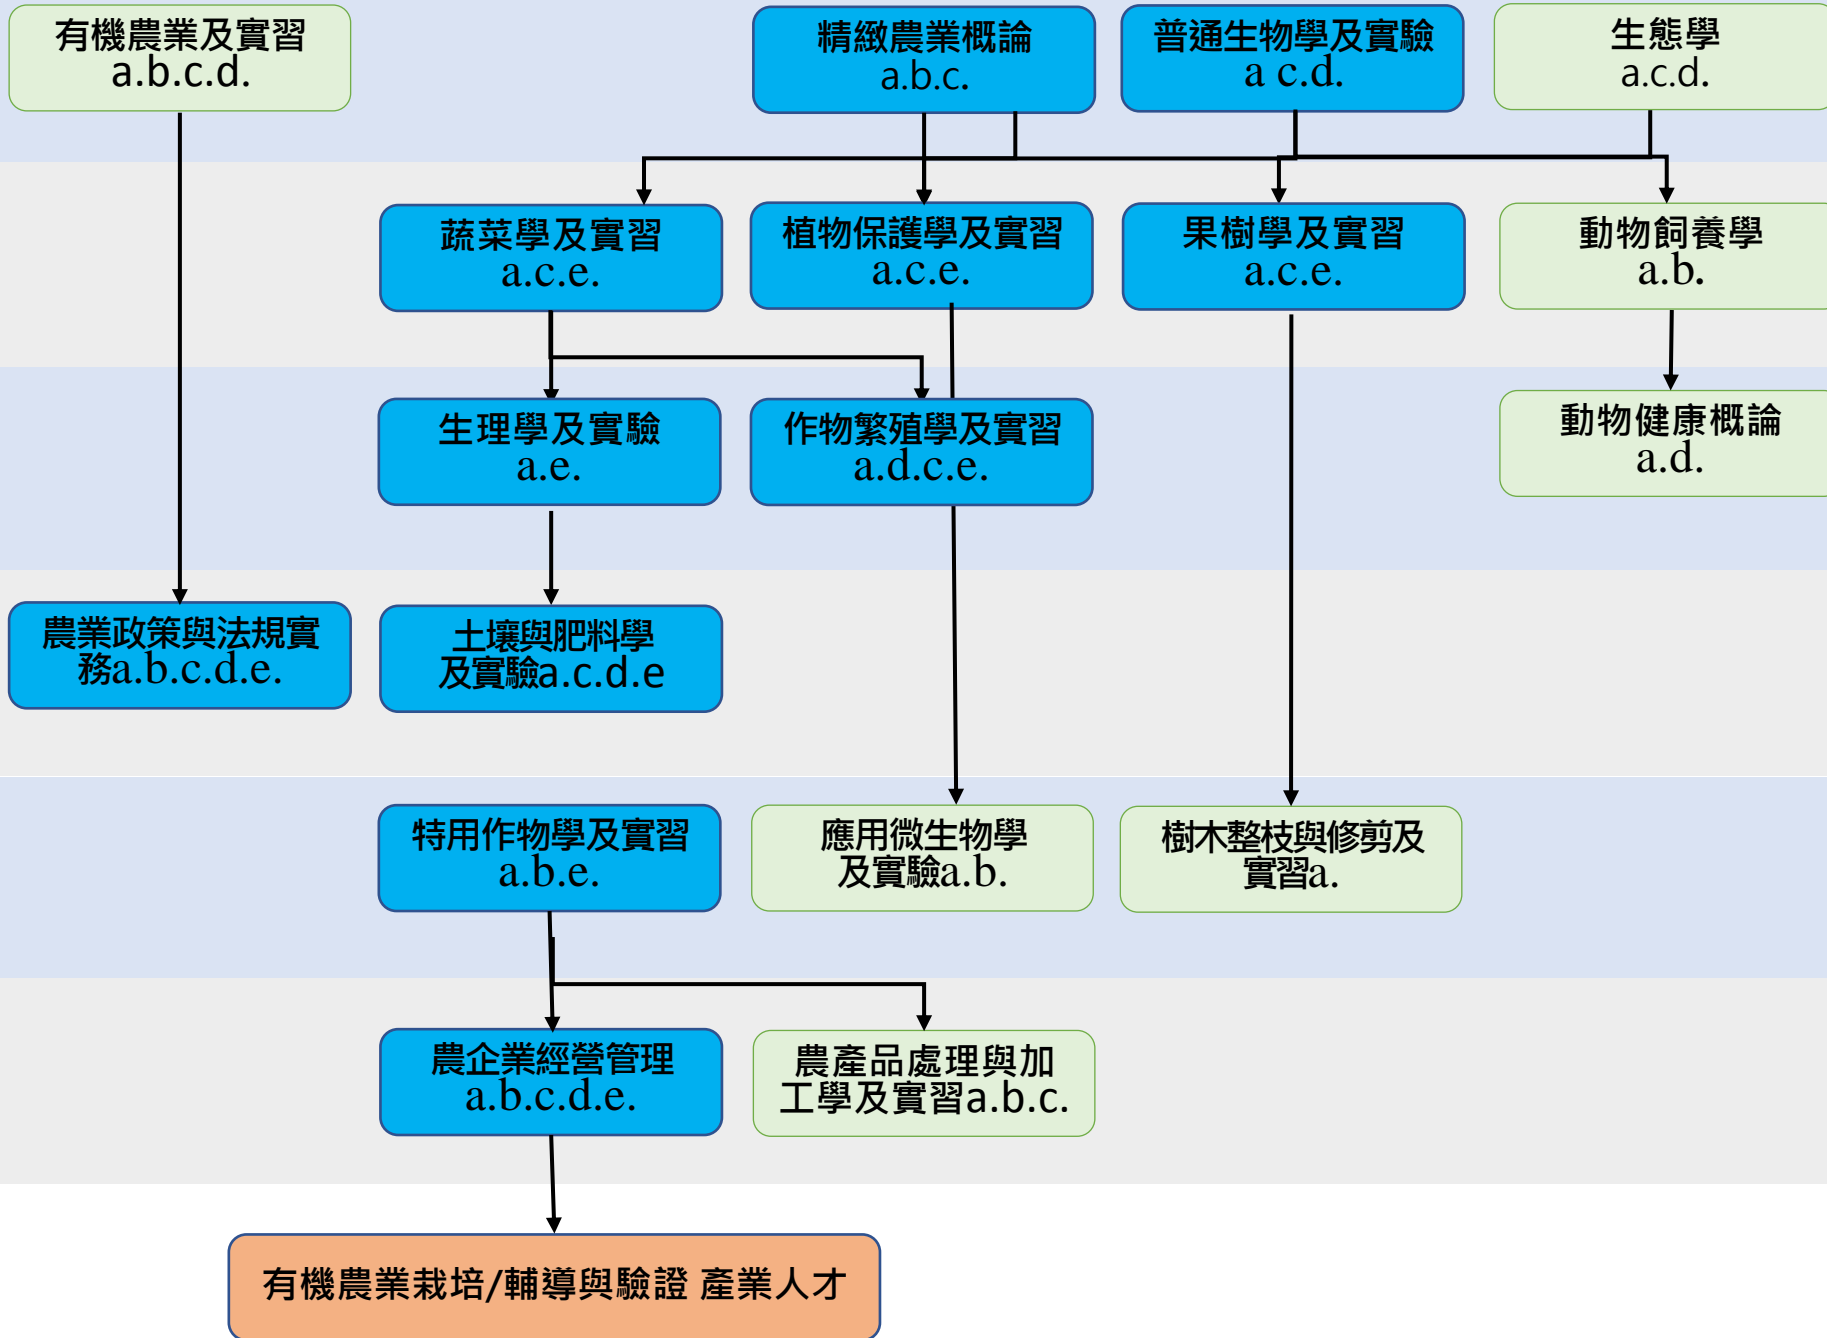 有機農業及實習
a.b.c.d.
精緻農業概論
a.b.c.
普通生物學及實驗
a c.d.
生態學
a.c.d.
蔬菜學及實習
a.c.e.
植物保護學及實習
a.c.e.
果樹學及實習
a.c.e.
動物飼養學
a.b.
生理學及實驗
a.e.
作物繁殖學及實習
a.d.c.e.
動物健康概論
a.d.
農業政策與法規實
務a.b.c.d.e.
土壤與肥料學
及實驗a.c.d.e
特用作物學及實習
a.b.e.
應用微生物學
及實驗a.b.
樹木整枝與修剪及
實習a.
農企業經營管理
a.b.c.d.e.
農產品處理與加
工學及實習a.b.c.
有機農業栽培/輔導與驗證 產業人才